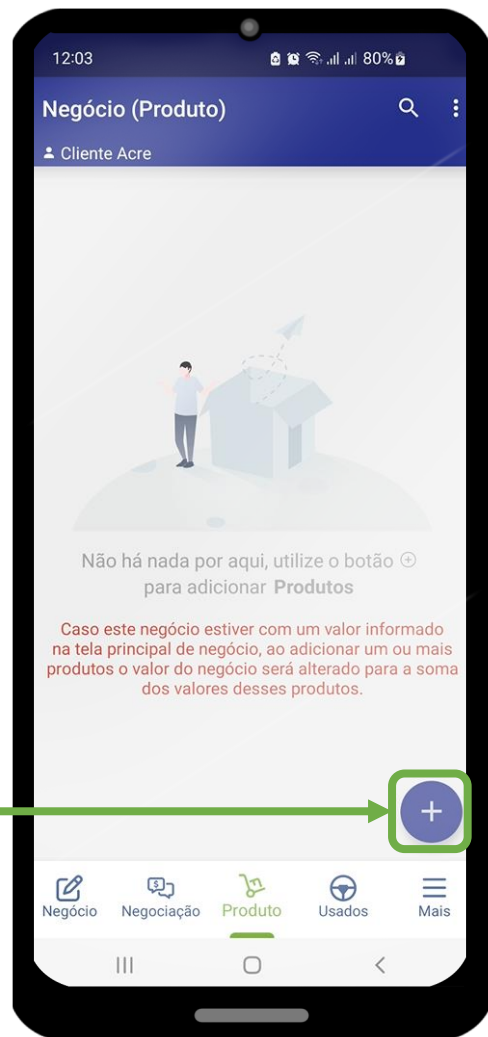 12:03 80%
Negócio (Produto)
Cliente Acre
Não há nada por aqui, utilize o botão
para adicionar Produtos
Caso este negócio estiver com um valor informado
na tela principal de negócio, ao adicionar um ou mais
produtos o valor do negócio será alterado para a soma
dos valores desses produtos.
Negócio Negociação Produto Usados Mais